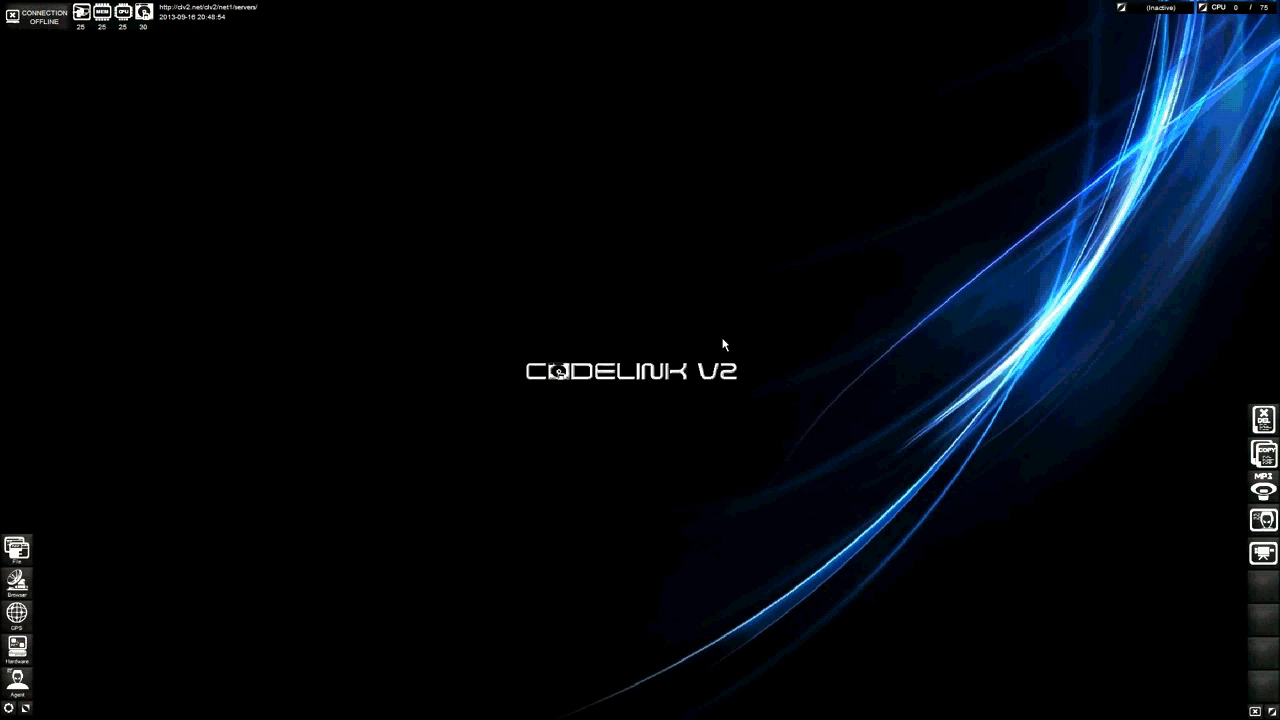 CONNECTION
OFFLINE
MEM
CPU
25
25
25
30
http://clv2.net/clv2/net1/servers/
2013-09-16 20:48:54
(Inactive)
CPU 0 / 75
CODELINK V2
X
DEL
COPY
MP3
File
Browser
GPS
Hardware
Agent